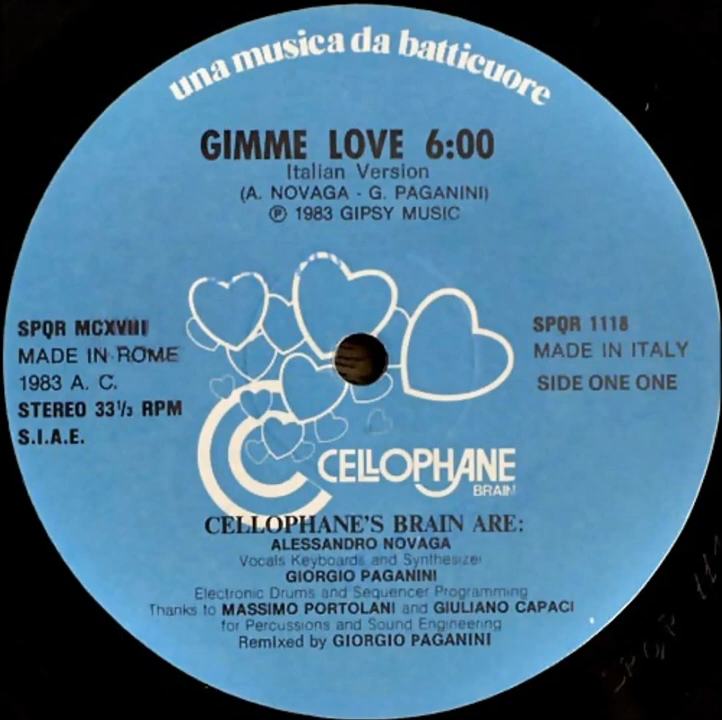 una musica da batticuore
GIMME LOVE 6:00
Italian Version
(A. NOVAGA - G. PAGANINI)
℗ 1983 GIPSY MUSIC
SPQR MCXVIII
MADE IN ROME
1983 A. C.
STEREO 33⅓ RPM
S.I.A.E.
SPQR 1118
MADE IN ITALY
SIDE ONE ONE
CELLOPHANE
BRAIN
CELLOPHANE'S BRAIN ARE:
ALESSANDRO NOVAGA
Vocals Keyboards and Synthesizer
GIORGIO PAGANINI
Electronic Drums and Sequencer Programming
Thanks to MASSIMO PORTOLANI and GIULIANO CAPACI
for Percussions and Sound Engineering
Remixed by GIORGIO PAGANINI